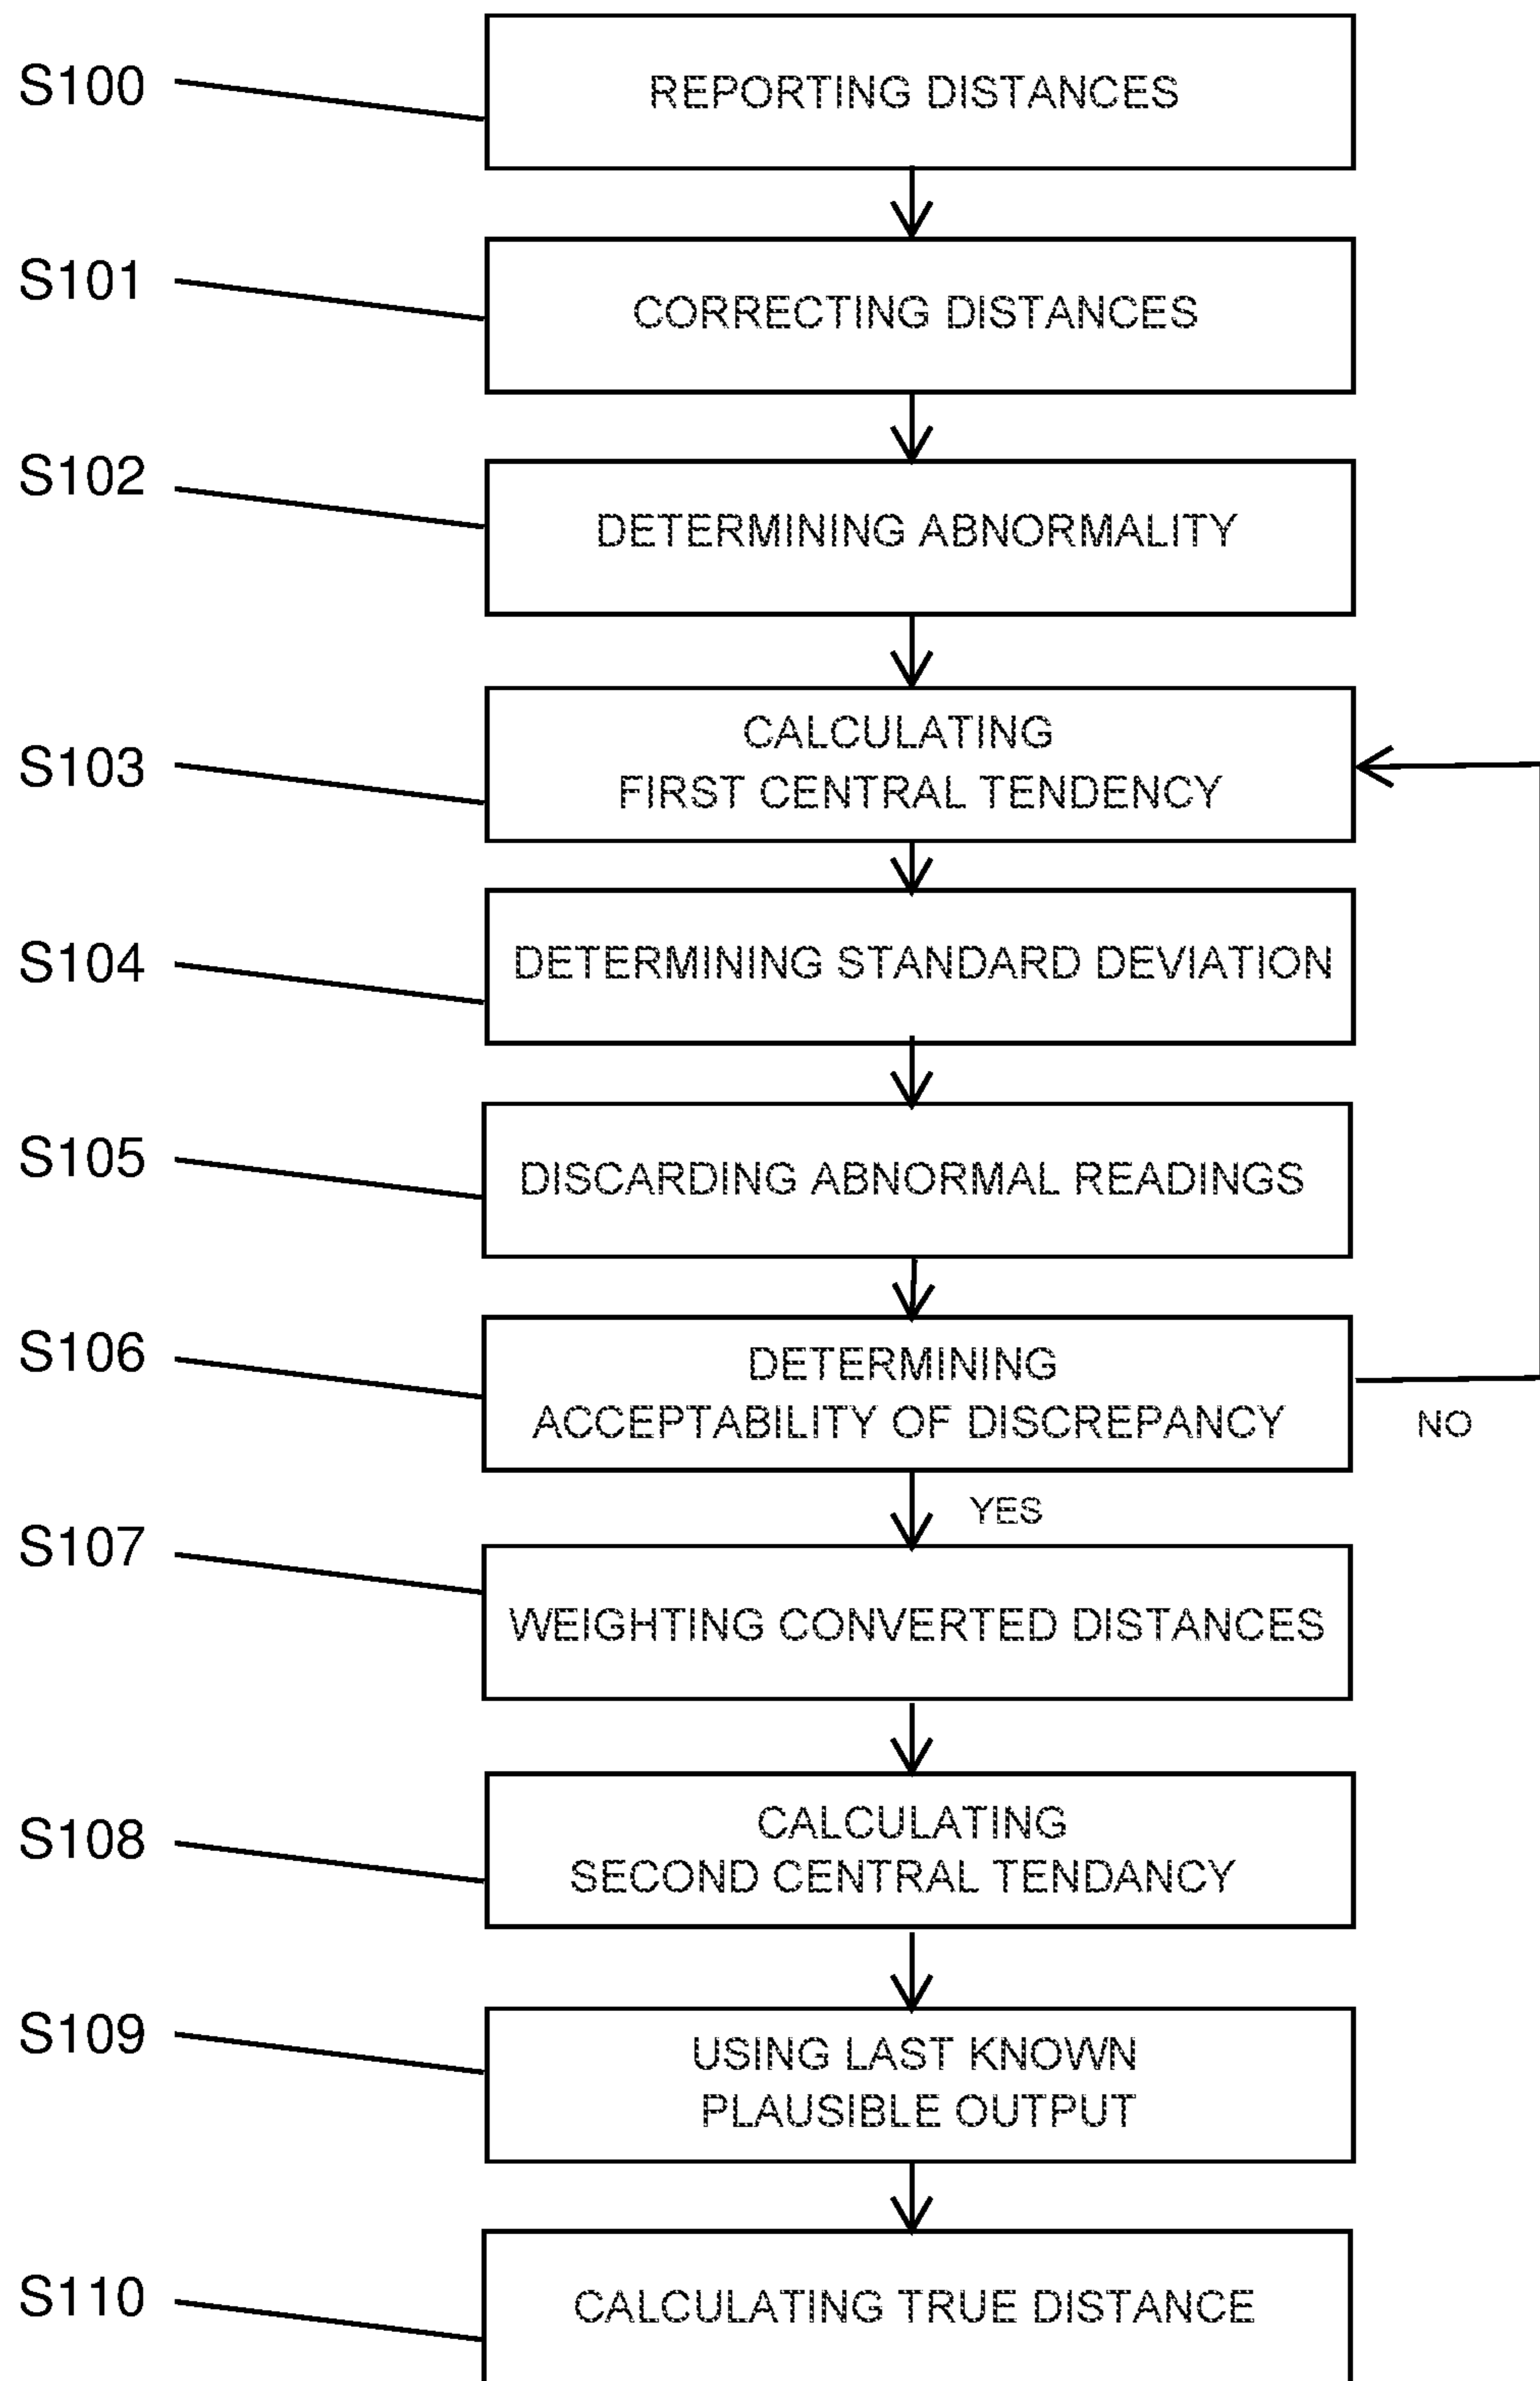 S100
REPORTING DISTANCES
S101
CORRECTING DISTANCES
S102
DETERMINING ABNORMALITY
S103
CALCULATING
FIRST CENTRAL TENDENCY
S104
DETERMINING STANDARD DEVIATION
S105
DISCARDING ABNORMAL READINGS
S106
DETERMINING
ACCEPTABILITY OF DISCREPANCY
NO
YES
S107
WEIGHTING CONVERTED DISTANCES
S108
CALCULATING
SECOND CENTRAL TENDANCY
S109
USING LAST KNOWN
PLAUSIBLE OUTPUT
S110
CALCULATING TRUE DISTANCE